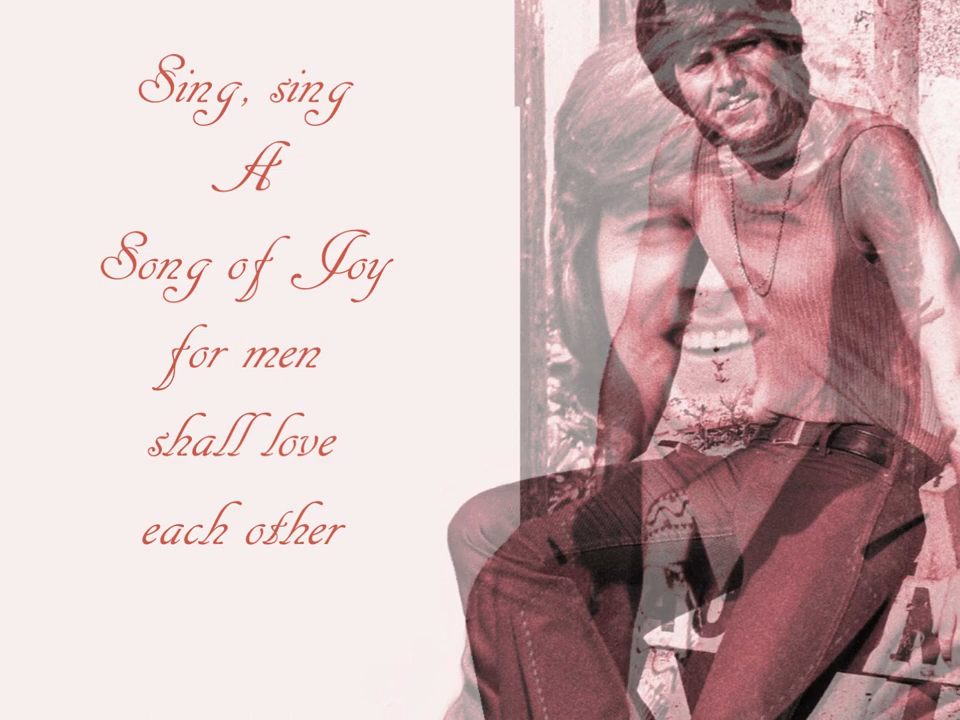 Sing, sing
A
Song of Joy
for men
shall love
each other